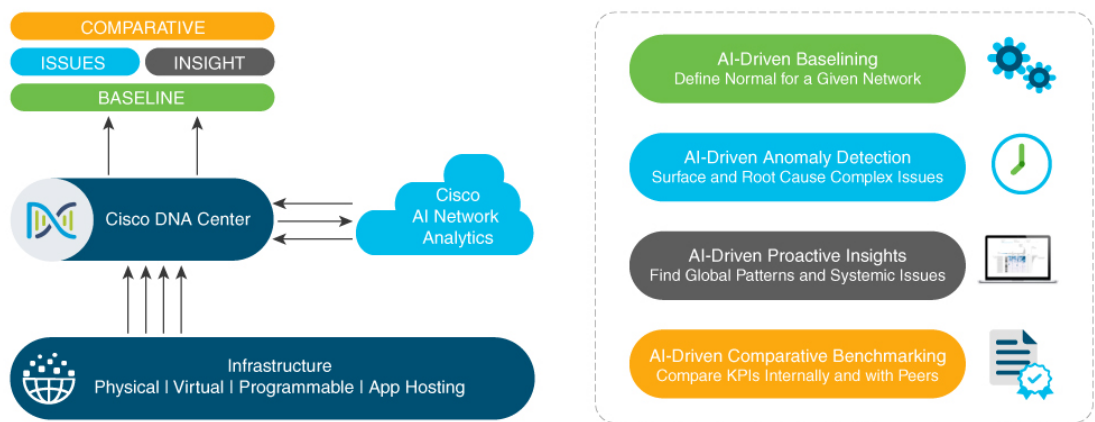 COMPARATIVE
ISSUES
INSIGHT
BASELINE
Cisco DNA Center
Cisco
AI Network
Analytics
Infrastructure
Physical | Virtual | Programmable | App Hosting
AI-Driven Baselining
Define Normal for a Given Network
AI-Driven Anomaly Detection
Surface and Root Cause Complex Issues
AI-Driven Proactive Insights
Find Global Patterns and Systemic Issues
AI-Driven Comparative Benchmarking
Compare KPIs Internally and with Peers